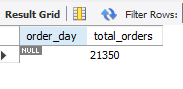 Result Grid Filter Rows:
order_day total_orders
NULL 21350